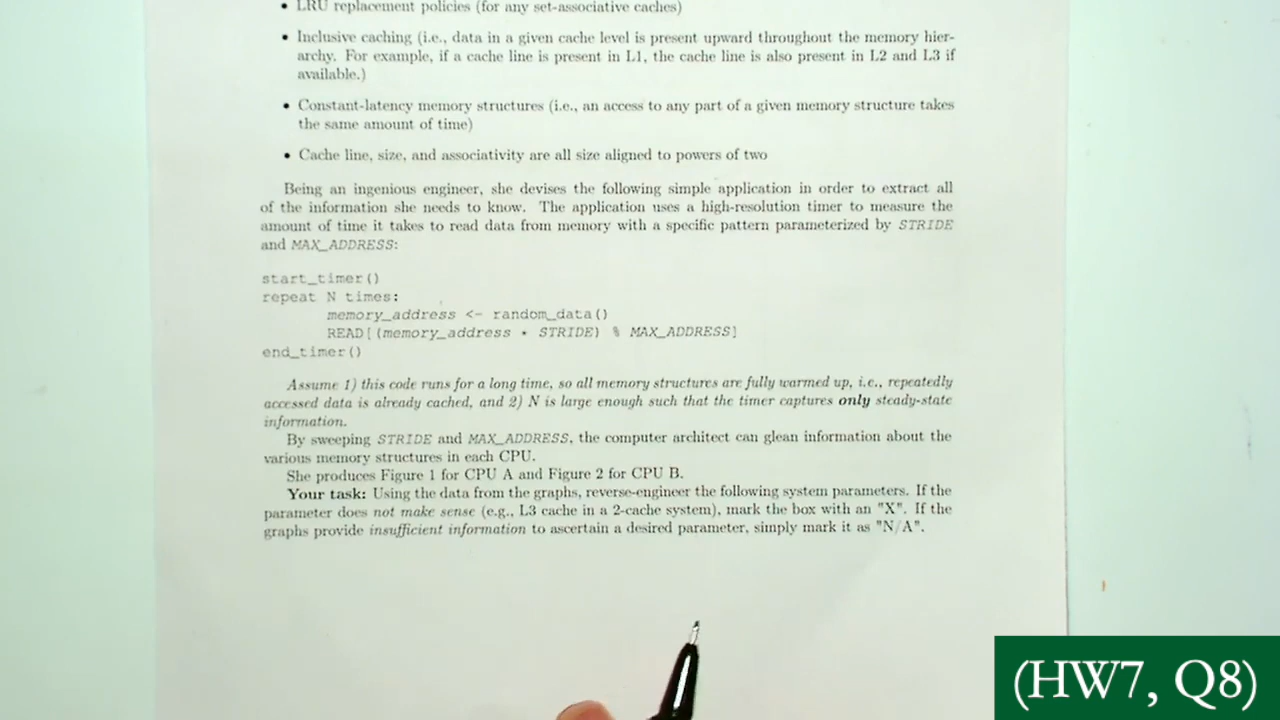 • LRU replacement policies (for any set-associative caches)
• Inclusive caching (i.e., data in a given cache level is present upward throughout the memory hier-
archy. For example, if a cache line is present in L1, the cache line is also present in L2 and L3 if
available.)
• Constant-latency memory structures (i.e., an access to any part of a given memory structure takes
the same amount of time)
• Cache line, size, and associativity are all size aligned to powers of two
Being an ingenious engineer, she devises the following simple application in order to extract all
of the information she needs to know. The application uses a high-resolution timer to measure the
amount of time it takes to read data from memory with a specific pattern parameterized by STRIDE
and MAX_ADDRESS:
start_timer()
repeat N times:
memory_address <- random_data()
READ[(memory_address * STRIDE) % MAX_ADDRESS]
end_timer()
Assume 1) this code runs for a long time, so all memory structures are fully warmed up, i.e., repeatedly
accessed data is already cached, and 2) N is large enough such that the timer captures only steady-state
information.
By sweeping STRIDE and MAX_ADDRESS, the computer architect can glean information about the
various memory structures in each CPU.
She produces Figure 1 for CPU A and Figure 2 for CPU B.
Your task: Using the data from the graphs, reverse-engineer the following system parameters. If the
parameter does not make sense (e.g., L3 cache in a 2-cache system), mark the box with an "X". If the
graphs provide insufficient information to ascertain a desired parameter, simply mark it as "N/A".
(HW7, Q8)